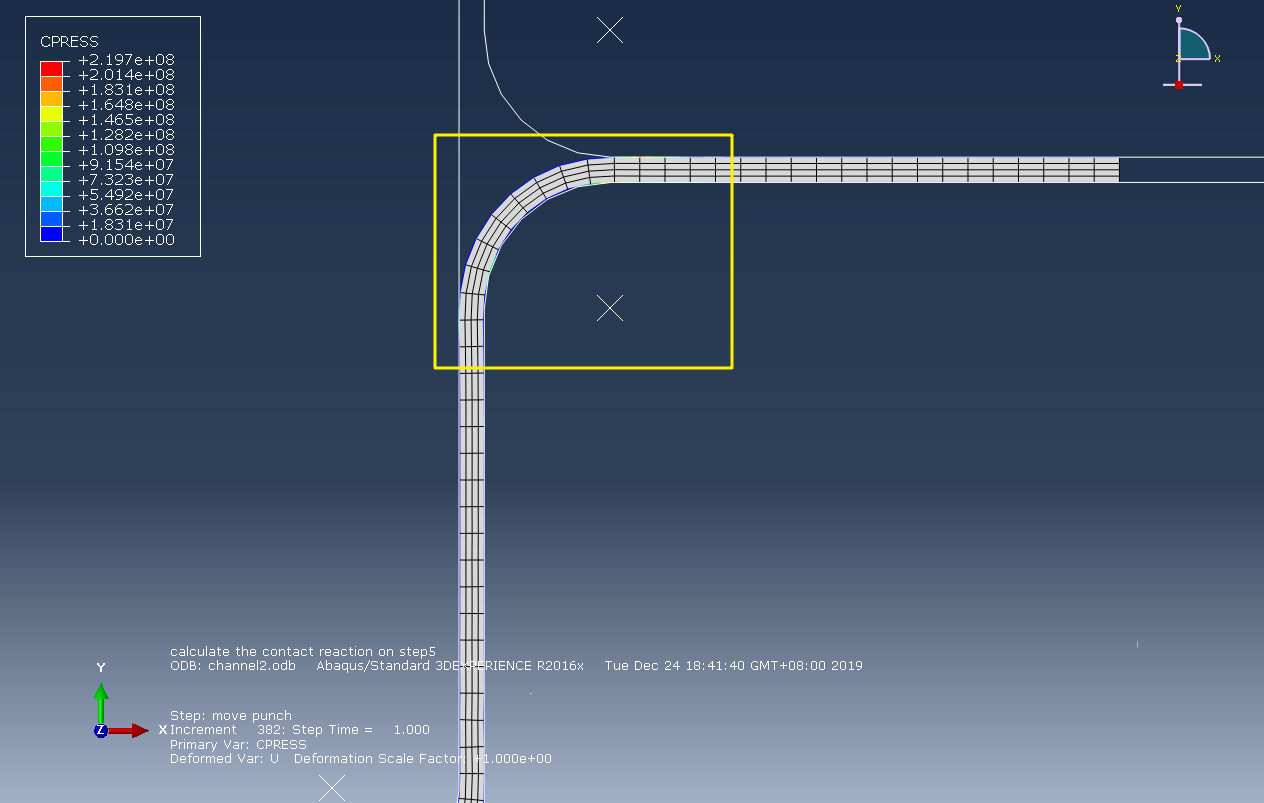 CPRESS
+2.197e+08
+2.014e+08
+1.831e+08
+1.648e+08
+1.465e+08
+1.282e+08
+1.098e+08
+9.154e+07
+7.323e+07
+5.492e+07
+3.662e+07
+1.831e+07
+0.000e+00
Y
Z X
calculate the contact reaction on step5
Y
ODB: channel2.odb Abaqus/Standard 3DEXPERIENCE R2016x Tue Dec 24 18:41:40 GMT+08:00 2019
Step: move punch
Z X Increment 382: Step Time = 1.000
Primary Var: CPRESS
Deformed Var: U Deformation Scale Factor: +1.000e+00